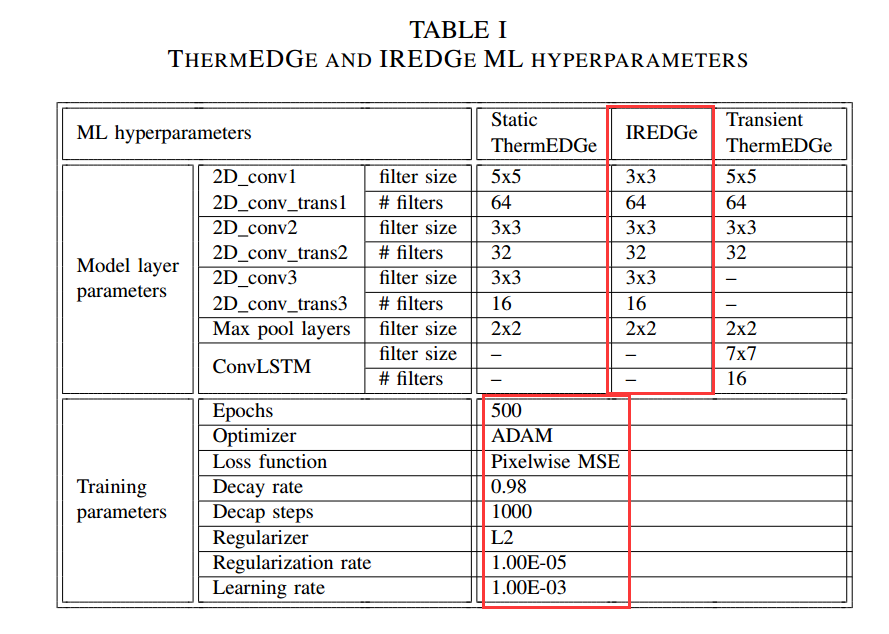 TABLE I
THERMEDGE AND IREDGE ML HYPERPARAMETERS
ML hyperparameters Static ThermEDGe IREDGe Transient ThermEDGe
Model layer parameters
2D_conv1 filter size 5x5 3x3 5x5
2D_conv_trans1 # filters 64 64 64
2D_conv2 filter size 3x3 3x3 3x3
2D_conv_trans2 # filters 32 32 32
2D_conv3 filter size 3x3 3x3 –
2D_conv_trans3 # filters 16 16 –
Max pool layers filter size 2x2 2x2 2x2
ConvLSTM filter size – – 7x7
# filters – – 16
Training parameters
Epochs 500
Optimizer ADAM
Loss function Pixelwise MSE
Decay rate 0.98
Decap steps 1000
Regularizer L2
Regularization rate 1.00E-05
Learning rate 1.00E-03